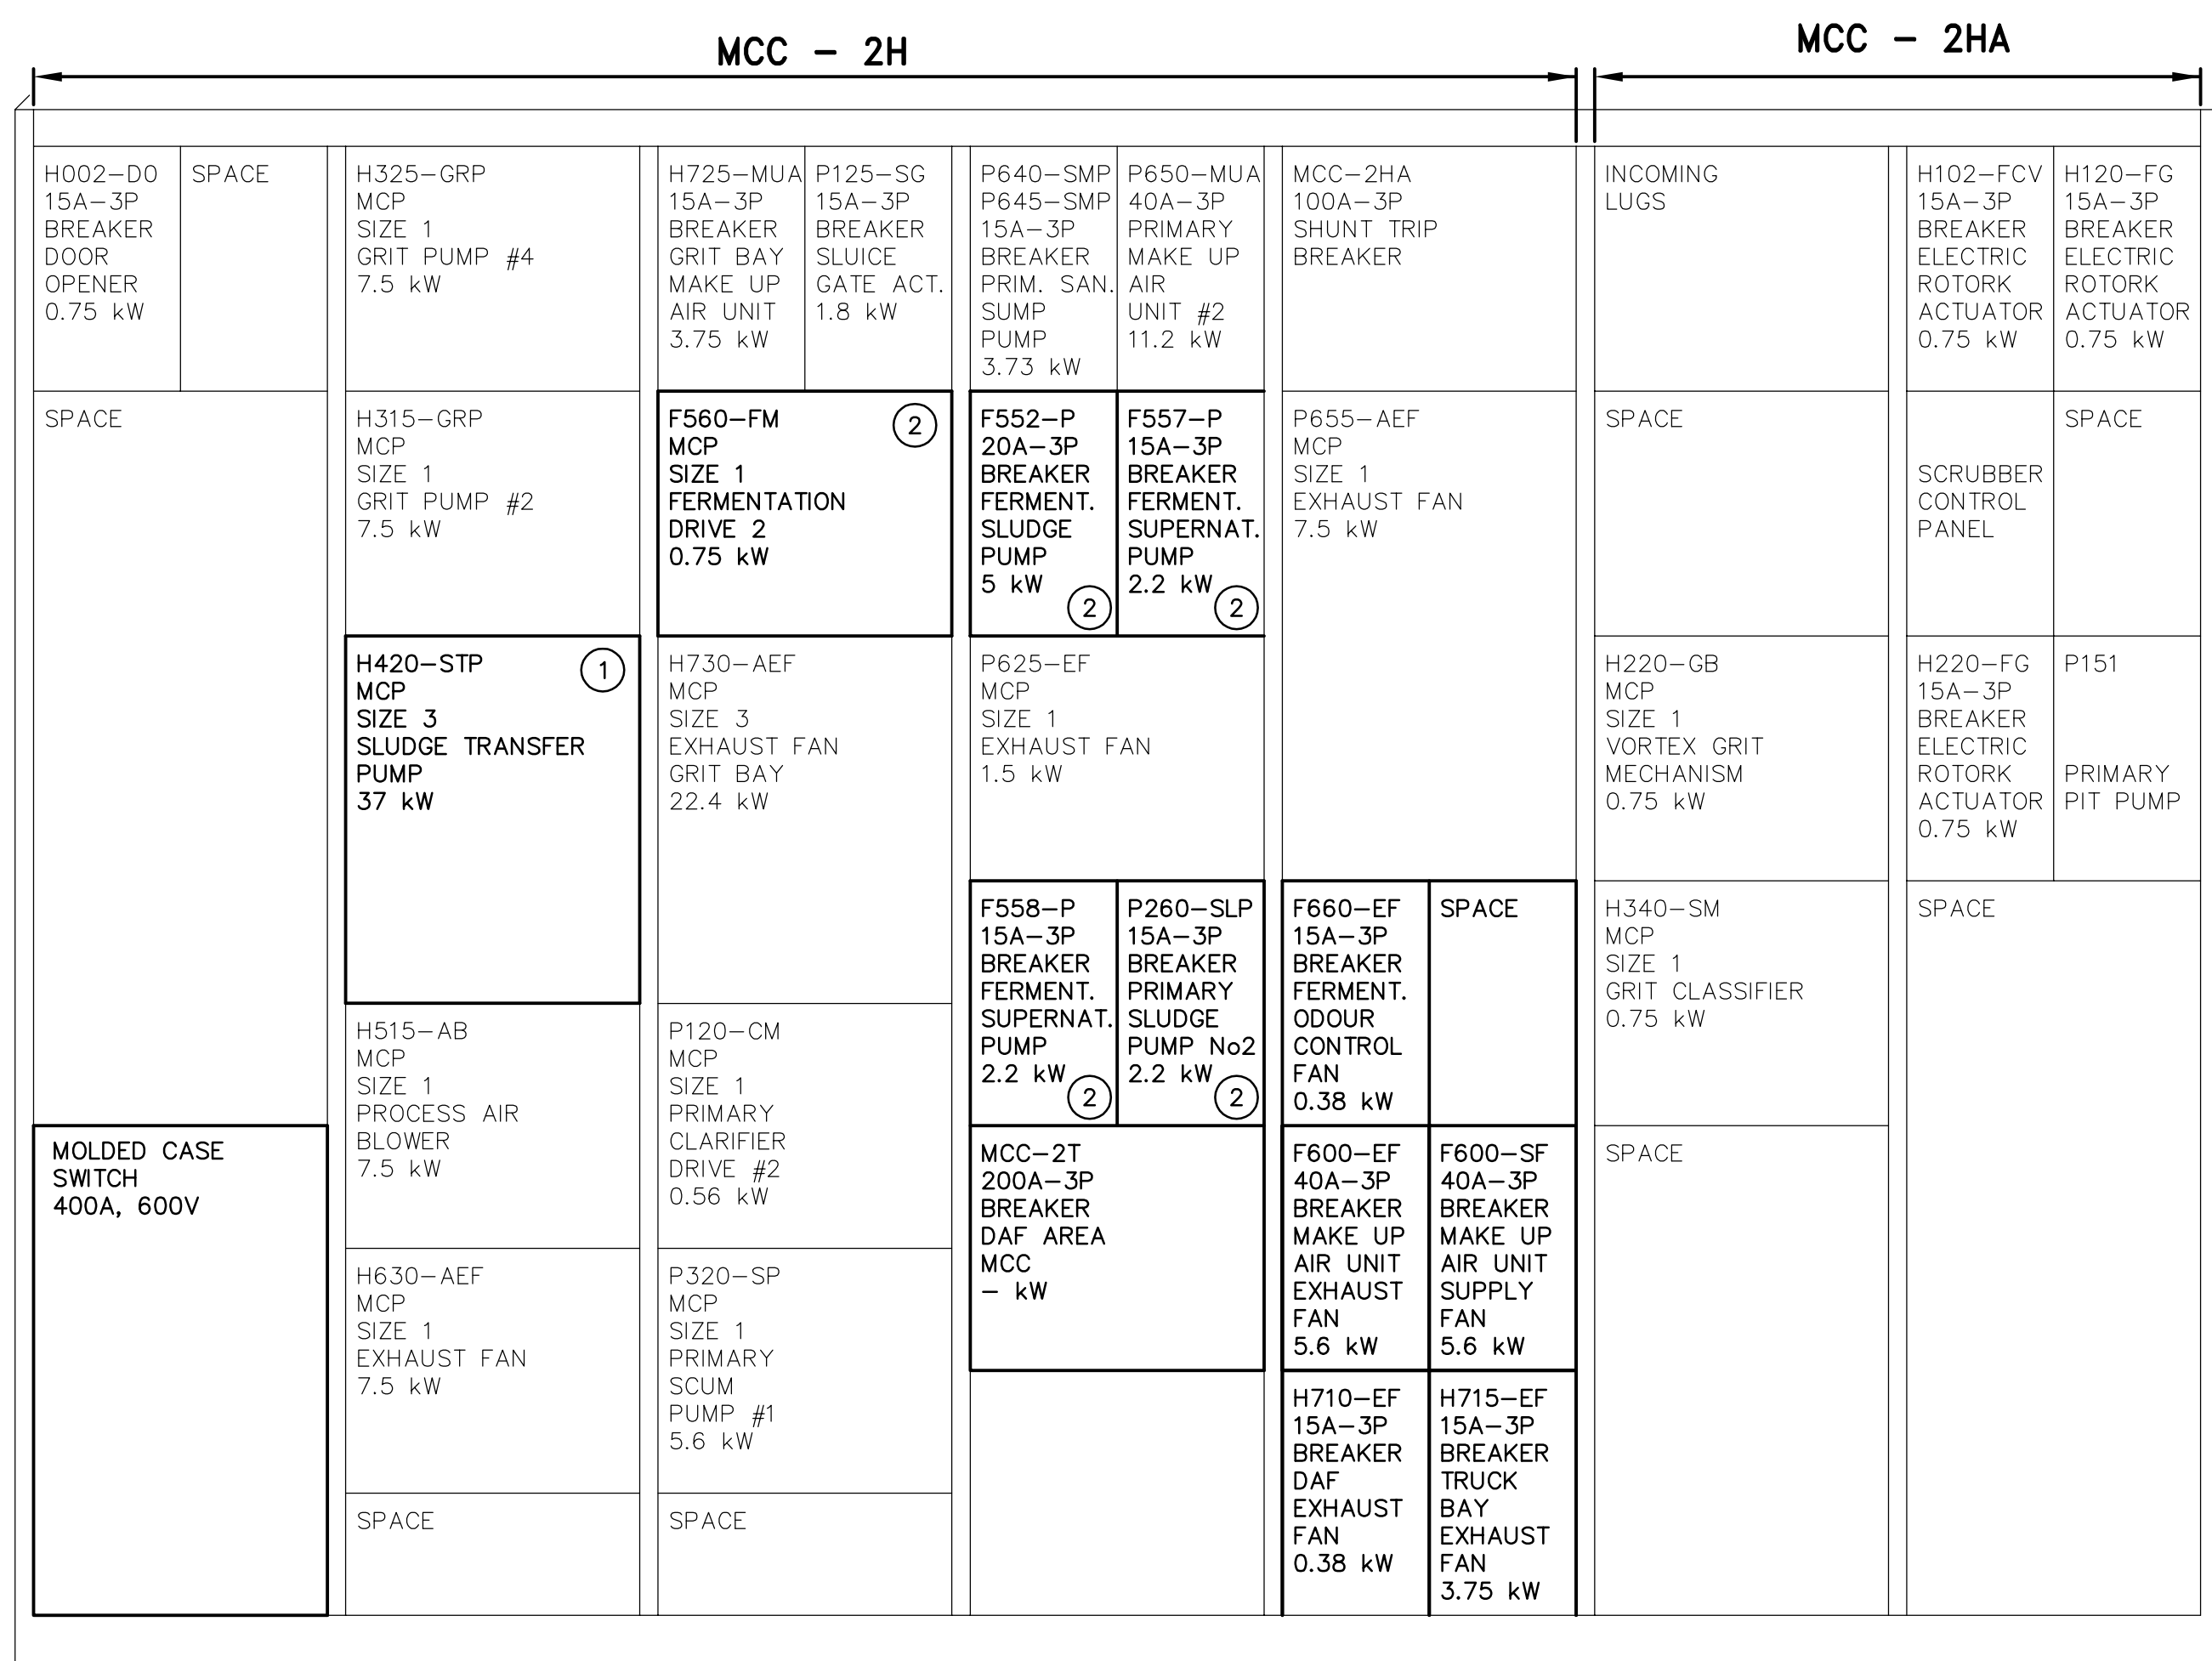 MCC - 2H
MCC - 2HA
H002-DO
15A-3P
BREAKER
DOOR
OPENER
0.75 kW
SPACE
SPACE
MOLDED CASE
SWITCH
400A, 600V
H325-GRP
MCP
SIZE 1
GRIT PUMP #4
7.5 kW
H315-GRP
MCP
SIZE 1
GRIT PUMP #2
7.5 kW
H420-STP
MCP
SIZE 3
SLUDGE TRANSFER
PUMP
37 kW
1
H515-AB
MCP
SIZE 1
PROCESS AIR
BLOWER
7.5 kW
H630-AEF
MCP
SIZE 1
EXHAUST FAN
7.5 kW
SPACE
H725-MUA
15A-3P
BREAKER
GRIT BAY
MAKE UP
AIR UNIT
3.75 kW
P125-SG
15A-3P
BREAKER
SLUICE
GATE ACT.
1.8 kW
F560-FM
MCP
SIZE 1
FERMENTATION
DRIVE 2
0.75 kW
2
H730-AEF
MCP
SIZE 3
EXHAUST FAN
GRIT BAY
22.4 kW
P120-CM
MCP
SIZE 1
PRIMARY
CLARIFIER
DRIVE #2
0.56 kW
P320-SP
MCP
SIZE 1
PRIMARY
SCUM
PUMP #1
5.6 kW
SPACE
P640-SMP
P645-SMP
15A-3P
BREAKER
PRIM. SAN.
SUMP
PUMP
3.73 kW
P650-MUA
40A-3P
PRIMARY
MAKE UP
AIR
UNIT #2
11.2 kW
F552-P
20A-3P
BREAKER
FERMENT.
SLUDGE
PUMP
5 kW
2
F557-P
15A-3P
BREAKER
FERMENT.
SUPERNAT.
PUMP
2.2 kW
2
P625-EF
MCP
SIZE 1
EXHAUST FAN
1.5 kW
F558-P
15A-3P
BREAKER
FERMENT.
SUPERNAT.
PUMP
2.2 kW
2
P260-SLP
15A-3P
BREAKER
PRIMARY
SLUDGE
PUMP No2
2.2 kW
2
MCC-2T
200A-3P
BREAKER
DAF AREA
MCC
- kW
MCC-2HA
100A-3P
SHUNT TRIP
BREAKER
P655-AEF
MCP
SIZE 1
EXHAUST FAN
7.5 kW
F660-EF
15A-3P
BREAKER
FERMENT.
ODOUR
CONTROL
FAN
0.38 kW
SPACE
F600-EF
40A-3P
BREAKER
MAKE UP
AIR UNIT
EXHAUST
FAN
5.6 kW
F600-SF
40A-3P
BREAKER
MAKE UP
AIR UNIT
SUPPLY
FAN
5.6 kW
H710-EF
15A-3P
BREAKER
DAF
EXHAUST
FAN
0.38 kW
H715-EF
15A-3P
BREAKER
TRUCK
BAY
EXHAUST
FAN
3.75 kW
INCOMING
LUGS
SPACE
H220-GB
MCP
SIZE 1
VORTEX GRIT
MECHANISM
0.75 kW
H340-SM
MCP
SIZE 1
GRIT CLASSIFIER
0.75 kW
SPACE
H102-FCV
15A-3P
BREAKER
ELECTRIC
ROTORK
ACTUATOR
0.75 kW
H120-FG
15A-3P
BREAKER
ELECTRIC
ROTORK
ACTUATOR
0.75 kW
SCRUBBER
CONTROL
PANEL
SPACE
H220-FG
15A-3P
BREAKER
ELECTRIC
ROTORK
ACTUATOR
0.75 kW
P151
PRIMARY
PIT PUMP
SPACE